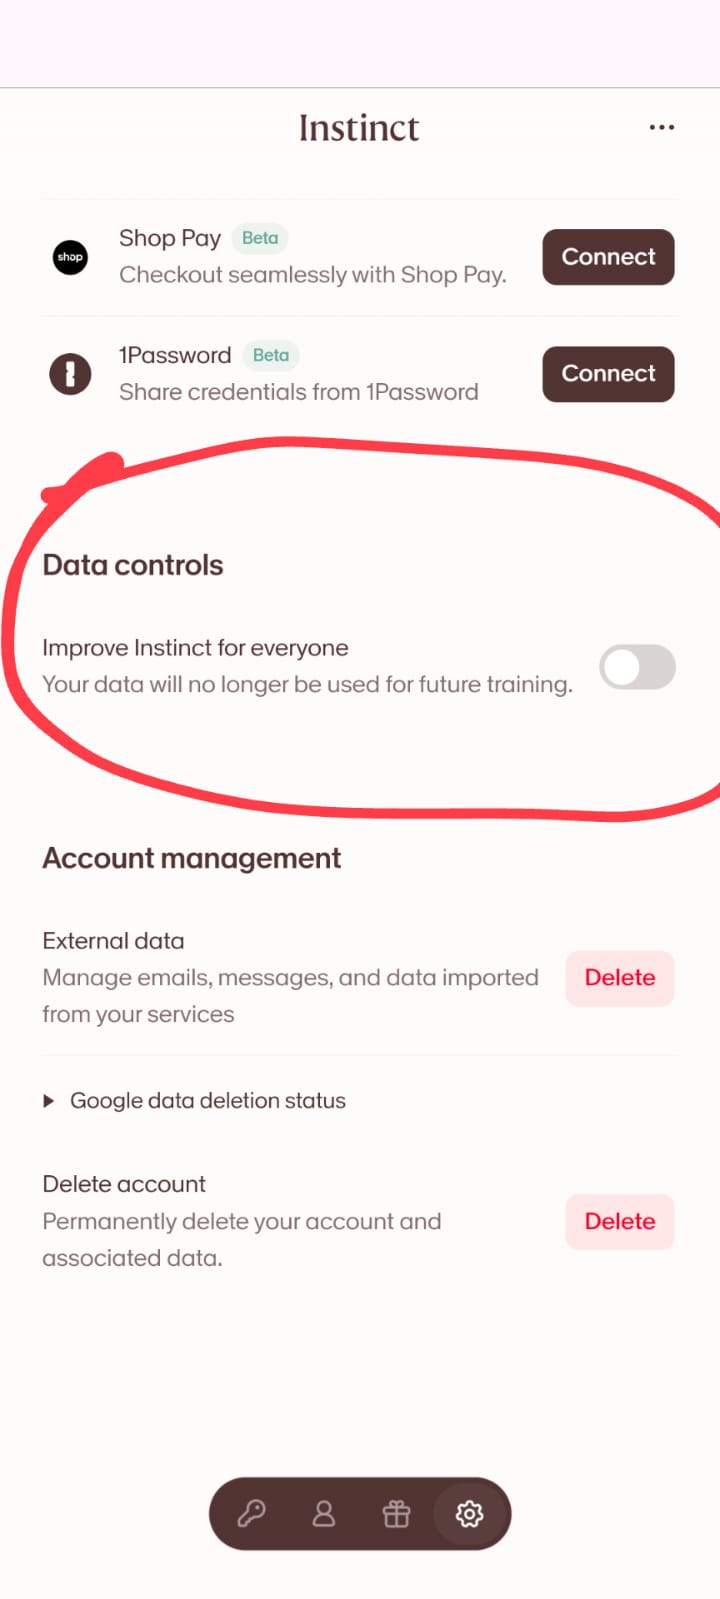 Instinct
Shop Pay Beta
shop
Checkout seamlessly with Shop Pay.
Connect
1Password Beta
Share credentials from 1Password
Connect
Data controls
Improve Instinct for everyone
Your data will no longer be used for future training.
Account management
External data
Manage emails, messages, and data imported
from your services
Delete
Google data deletion status
Delete account
Permanently delete your account and
associated data.
Delete